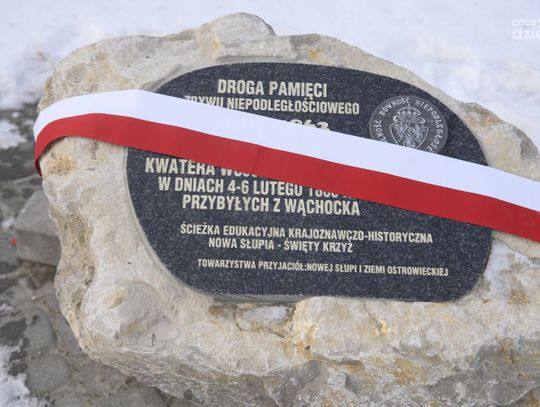 DROGA PAMIĘCI
ZRYWU NIEPODLEGŁOŚCIOWEGO
KWATERA
W DNIACH 4-6 LUTEGO
PRZYBYŁYCH Z WĄCHOCKA
ŚCIEŻKA EDUKACYJNA KRAJOZNAWCZO-HISTORYCZNA
NOWA SŁUPIA - ŚWIĘTY KRZYŻ
TOWARZYSTWA PRZYJACIÓŁ:NOWEJ SŁUPI I ZIEMI OSTROWIECKIEJ